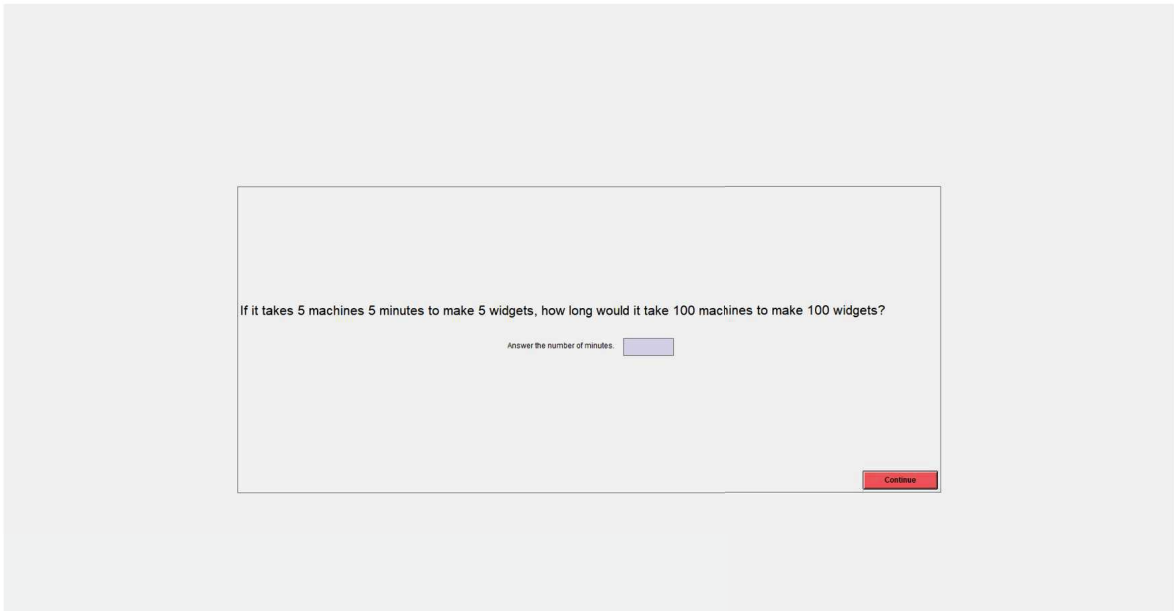 If it takes 5 machines 5 minutes to make 5 widgets, how long would it take 100 machines to make 100 widgets?
Answer the number of minutes.
Continue